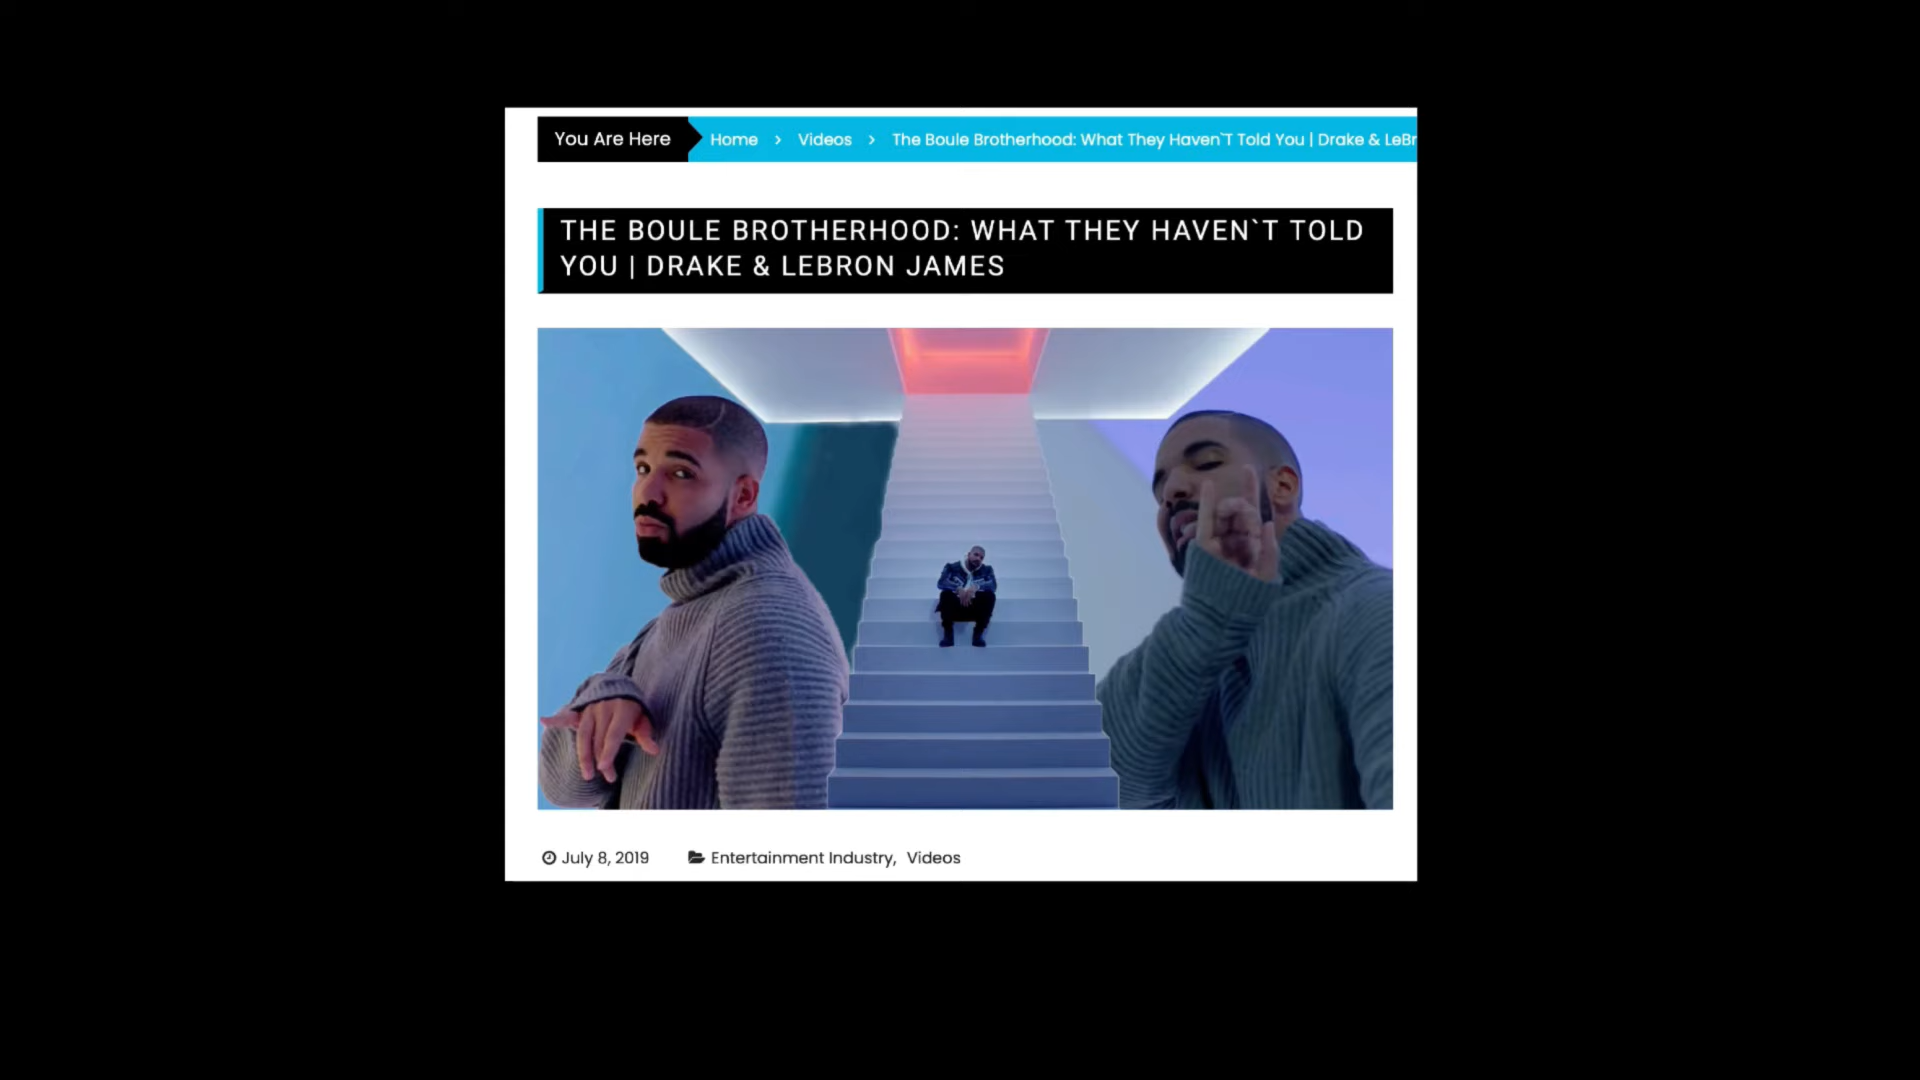 You Are Here Home > Videos > The Boule Brotherhood: What They Haven`T Told You | Drake & LeBr
THE BOULE BROTHERHOOD: WHAT THEY HAVEN`T TOLD
YOU | DRAKE & LEBRON JAMES
July 8, 2019 Entertainment Industry, Videos